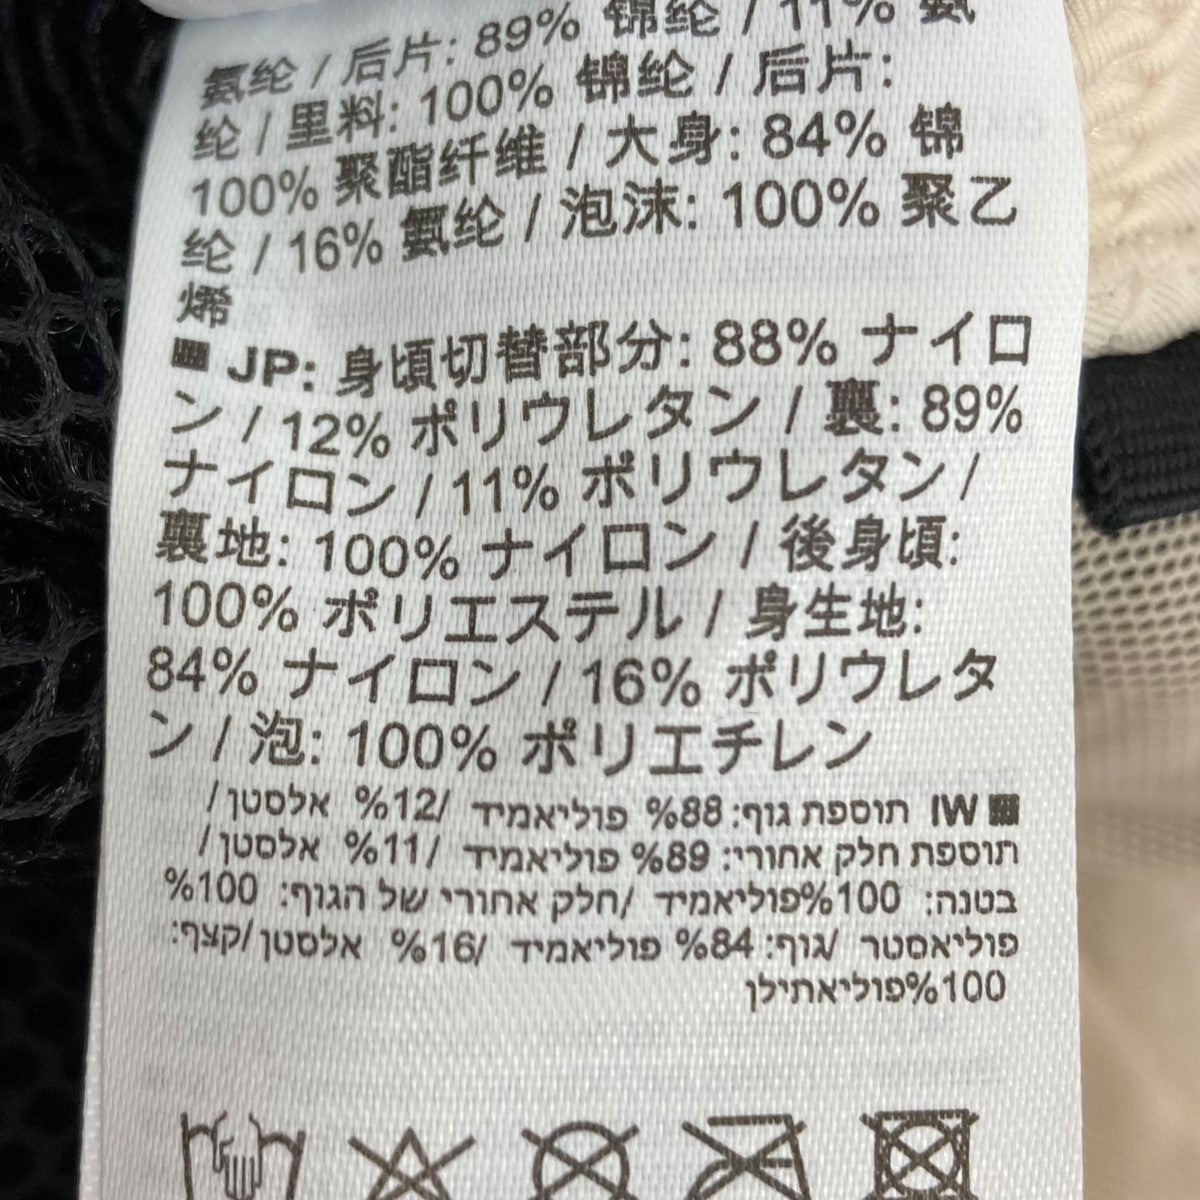 氨纶 / 后片: 89% 锦纶 / 11% 氨
纶 / 里料: 100% 锦纶 / 后片:
100% 聚酯纤维 / 大身: 84% 锦
纶 / 16% 氨纶 / 泡沫: 100% 聚乙
烯
JP: 身頃切替部分: 88% ナイロ
ン / 12% ポリウレタン / 裏: 89%
ナイロン / 11% ポリウレタン /
裏地: 100% ナイロン / 後身頃:
100% ポリエステル / 身生地:
84% ナイロン / 16% ポリウレタ
ン / 泡: 100% ポリエチレン
IW תוספת גוף: 88% פוליאמיד /12% אלסטן/
תוספת חלק אחורי: 89% פוליאמיד /11% אלסטן/
בטנה: 100%פוליאמיד /חלק אחורי של הגוף: 100%
פוליאסטר /גוף: 84% פוליאמיד /16% אלסטן/קצף:
100%פוליאתילן